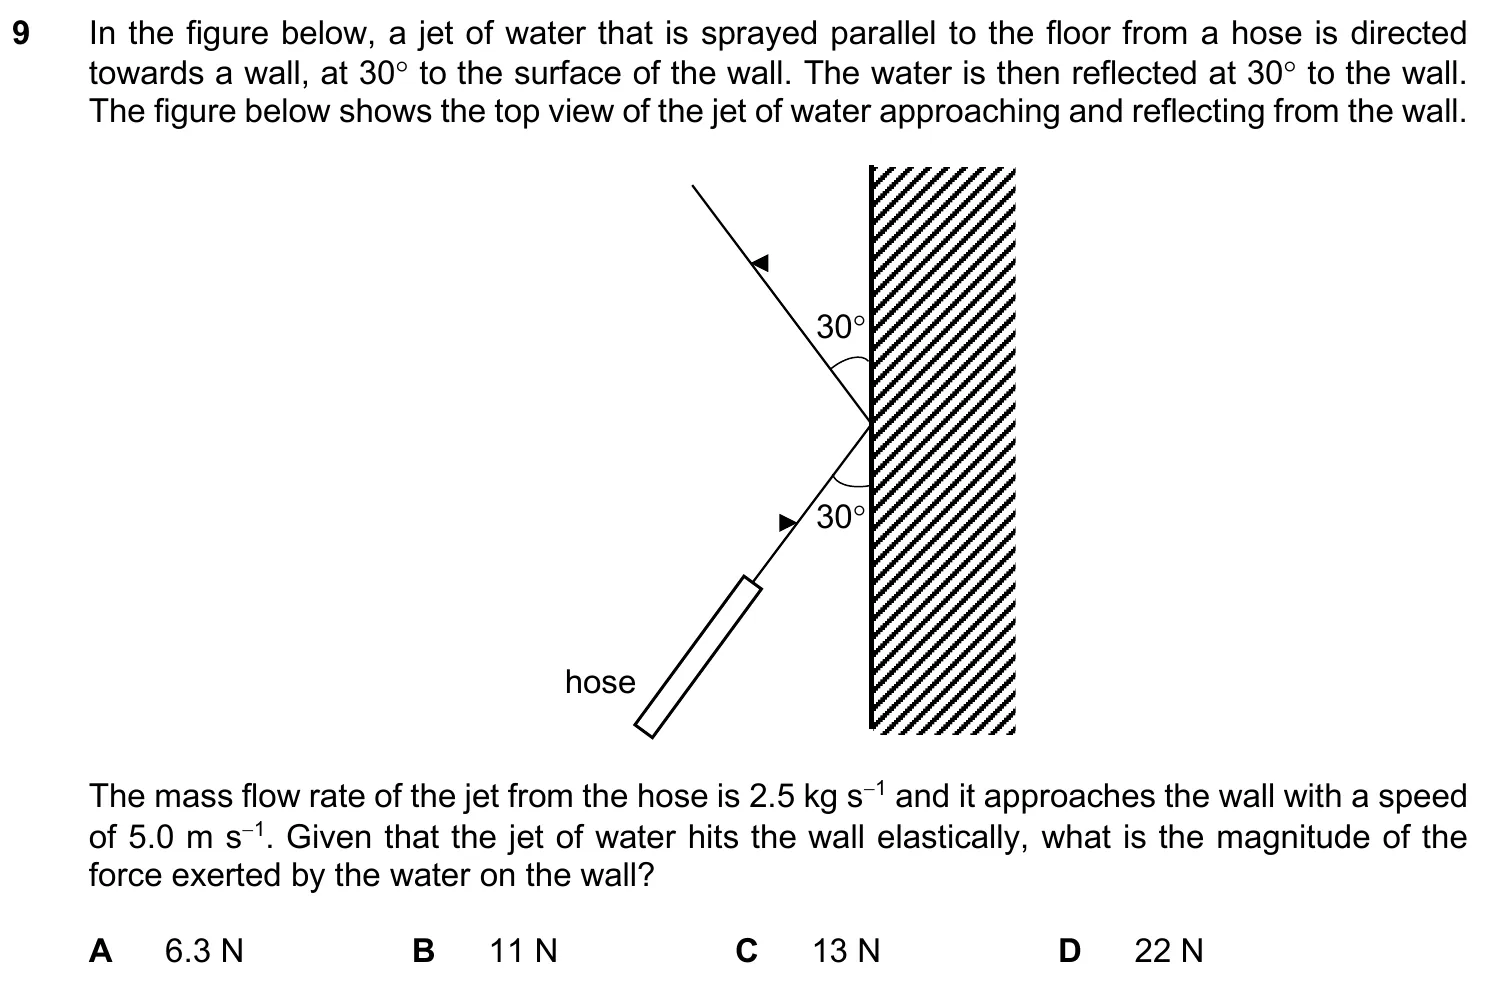 9 In the figure below, a jet of water that is sprayed parallel to the floor from a hose is directed
towards a wall, at 30° to the surface of the wall. The water is then reflected at 30° to the wall.
The figure below shows the top view of the jet of water approaching and reflecting from the wall.
30°
30°
hose
The mass flow rate of the jet from the hose is 2.5 kg s⁻¹ and it approaches the wall with a speed
of 5.0 m s⁻¹. Given that the jet of water hits the wall elastically, what is the magnitude of the
force exerted by the water on the wall?
A 6.3 N B 11 N C 13 N D 22 N